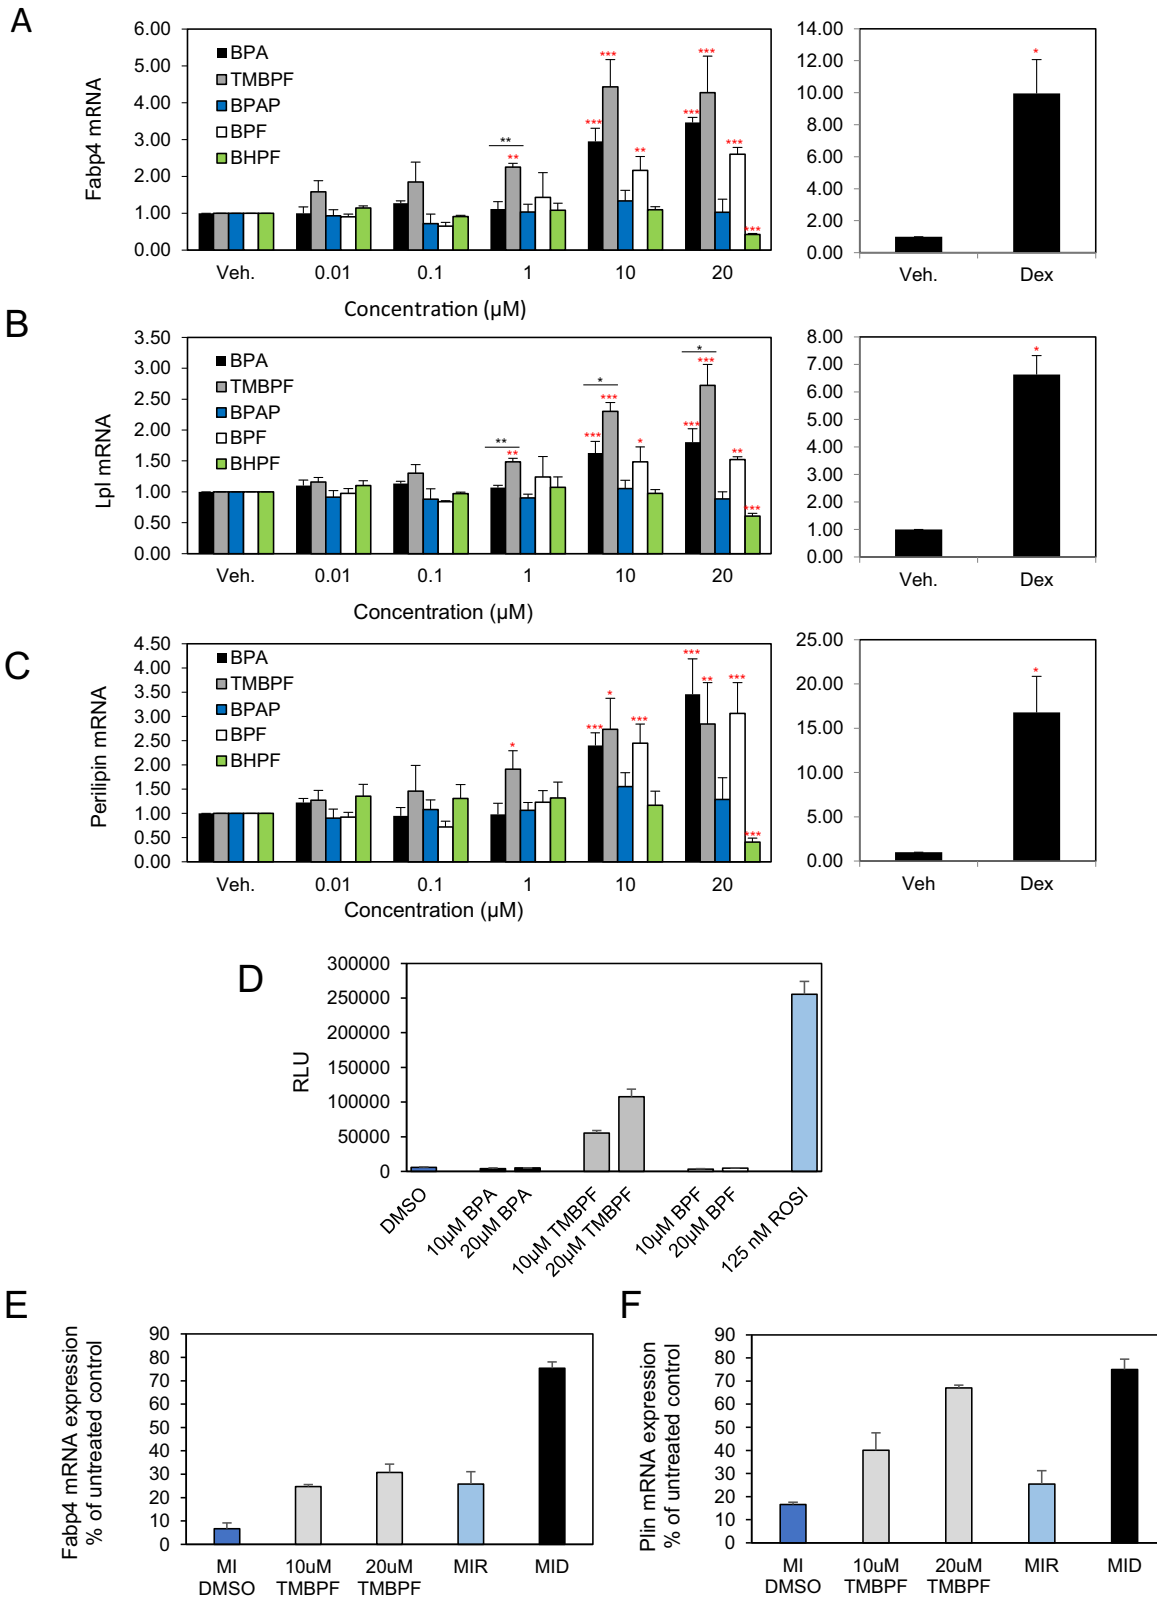 A
Fabp4 mRNA
6.00
5.00
4.00
3.00
2.00
1.00
0.00
BPA
TMBPF
BPAP
BPF
BHPF
** ** *** *** ** *** *** *** ***
Veh. 0.01 0.1 1 10 20
Concentration (µM)
14.00
12.00
10.00
8.00
6.00
4.00
2.00
0.00
*
Veh. Dex
B
Lpl mRNA
3.50
3.00
2.50
2.00
1.50
1.00
0.50
0.00
BPA
TMBPF
BPAP
BPF
BHPF
** ** * *** *** * * *** *** ** ***
Veh. 0.01 0.1 1 10 20
Concentration (µM)
8.00
7.00
6.00
5.00
4.00
3.00
2.00
1.00
0.00
*
Veh. Dex
C
Perilipin mRNA
4.50
4.00
3.50
3.00
2.50
2.00
1.50
1.00
0.50
0.00
BPA
TMBPF
BPAP
BPF
BHPF
* *** * *** *** ** *** ***
Veh. 0.01 0.1 1 10 20
Concentration (µM)
25.00
20.00
15.00
10.00
5.00
0.00
*
Veh Dex
D
RLU
300000
250000
200000
150000
100000
50000
0
DMSO
10µM BPA
20µM BPA
10µM TMBPF
20µM TMBPF
10µM BPF
20µM BPF
125 nM ROSI
E
Fabp4 mRNA expression
% of untreated control
90
80
70
60
50
40
30
20
10
0
MI 10uM 20uM MIR MID
DMSO TMBPF TMBPF
F
Plin mRNA expression
% of untreated control
90
80
70
60
50
40
30
20
10
0
MI 10uM 20uM MIR MID
DMSO TMBPF TMBPF